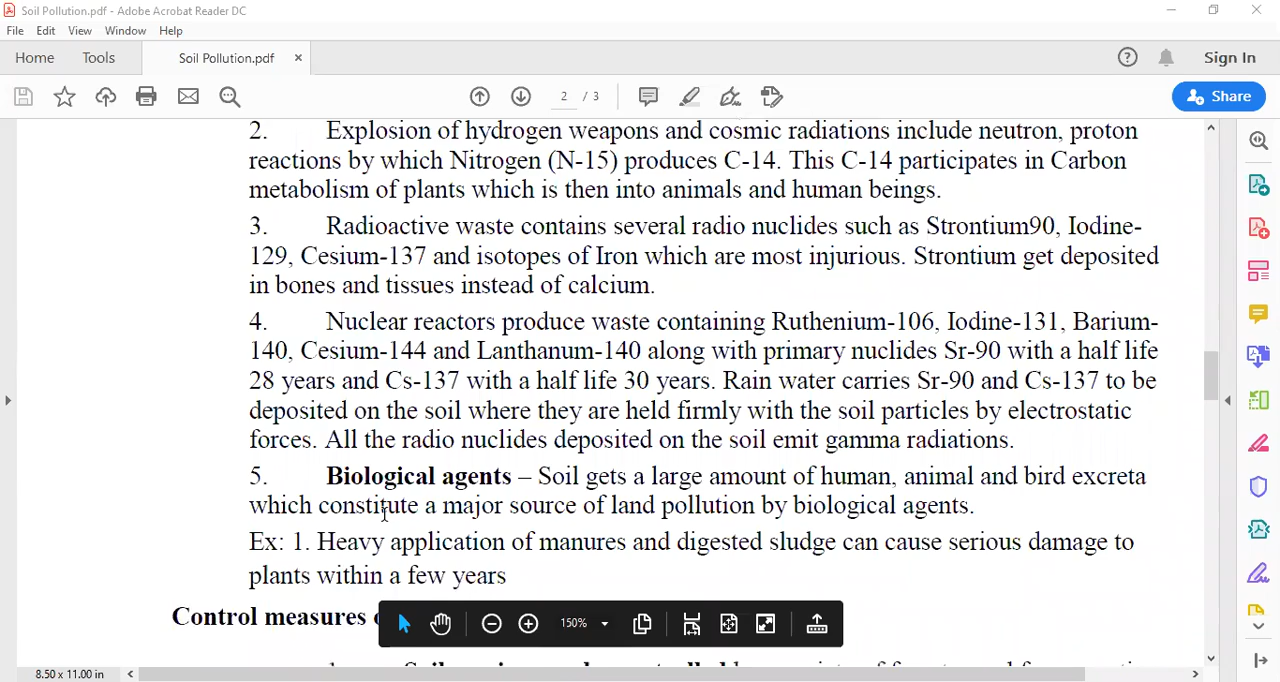 Soil Pollution.pdf - Adobe Acrobat Reader DC
File Edit View Window Help
Home Tools Soil Pollution.pdf × Sign In
2 / 3 Share
2. Explosion of hydrogen weapons and cosmic radiations include neutron, proton
reactions by which Nitrogen (N-15) produces C-14. This C-14 participates in Carbon
metabolism of plants which is then into animals and human beings.
3. Radioactive waste contains several radio nuclides such as Strontium90, Iodine-
129, Cesium-137 and isotopes of Iron which are most injurious. Strontium get deposited
in bones and tissues instead of calcium.
4. Nuclear reactors produce waste containing Ruthenium-106, Iodine-131, Barium-
140, Cesium-144 and Lanthanum-140 along with primary nuclides Sr-90 with a half life
28 years and Cs-137 with a half life 30 years. Rain water carries Sr-90 and Cs-137 to be
deposited on the soil where they are held firmly with the soil particles by electrostatic
forces. All the radio nuclides deposited on the soil emit gamma radiations.
5. Biological agents – Soil gets a large amount of human, animal and bird excreta
which constitute a major source of land pollution by biological agents.
Ex: 1. Heavy application of manures and digested sludge can cause serious damage to
plants within a few years
Control measures
150%
8.50 x 11.00 in